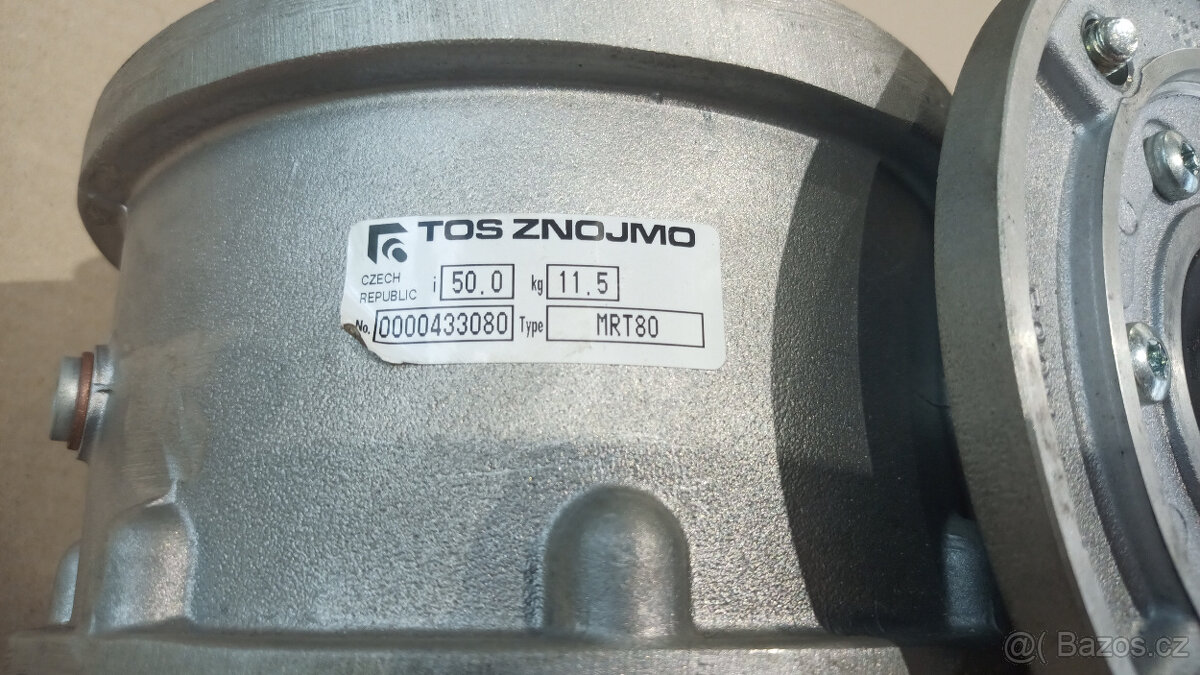 TOS ZNOJMO
CZECH REPUBLIC i 50.0 kg 11.5
No. 0000433080 Type MRT80
@( Bazos.cz